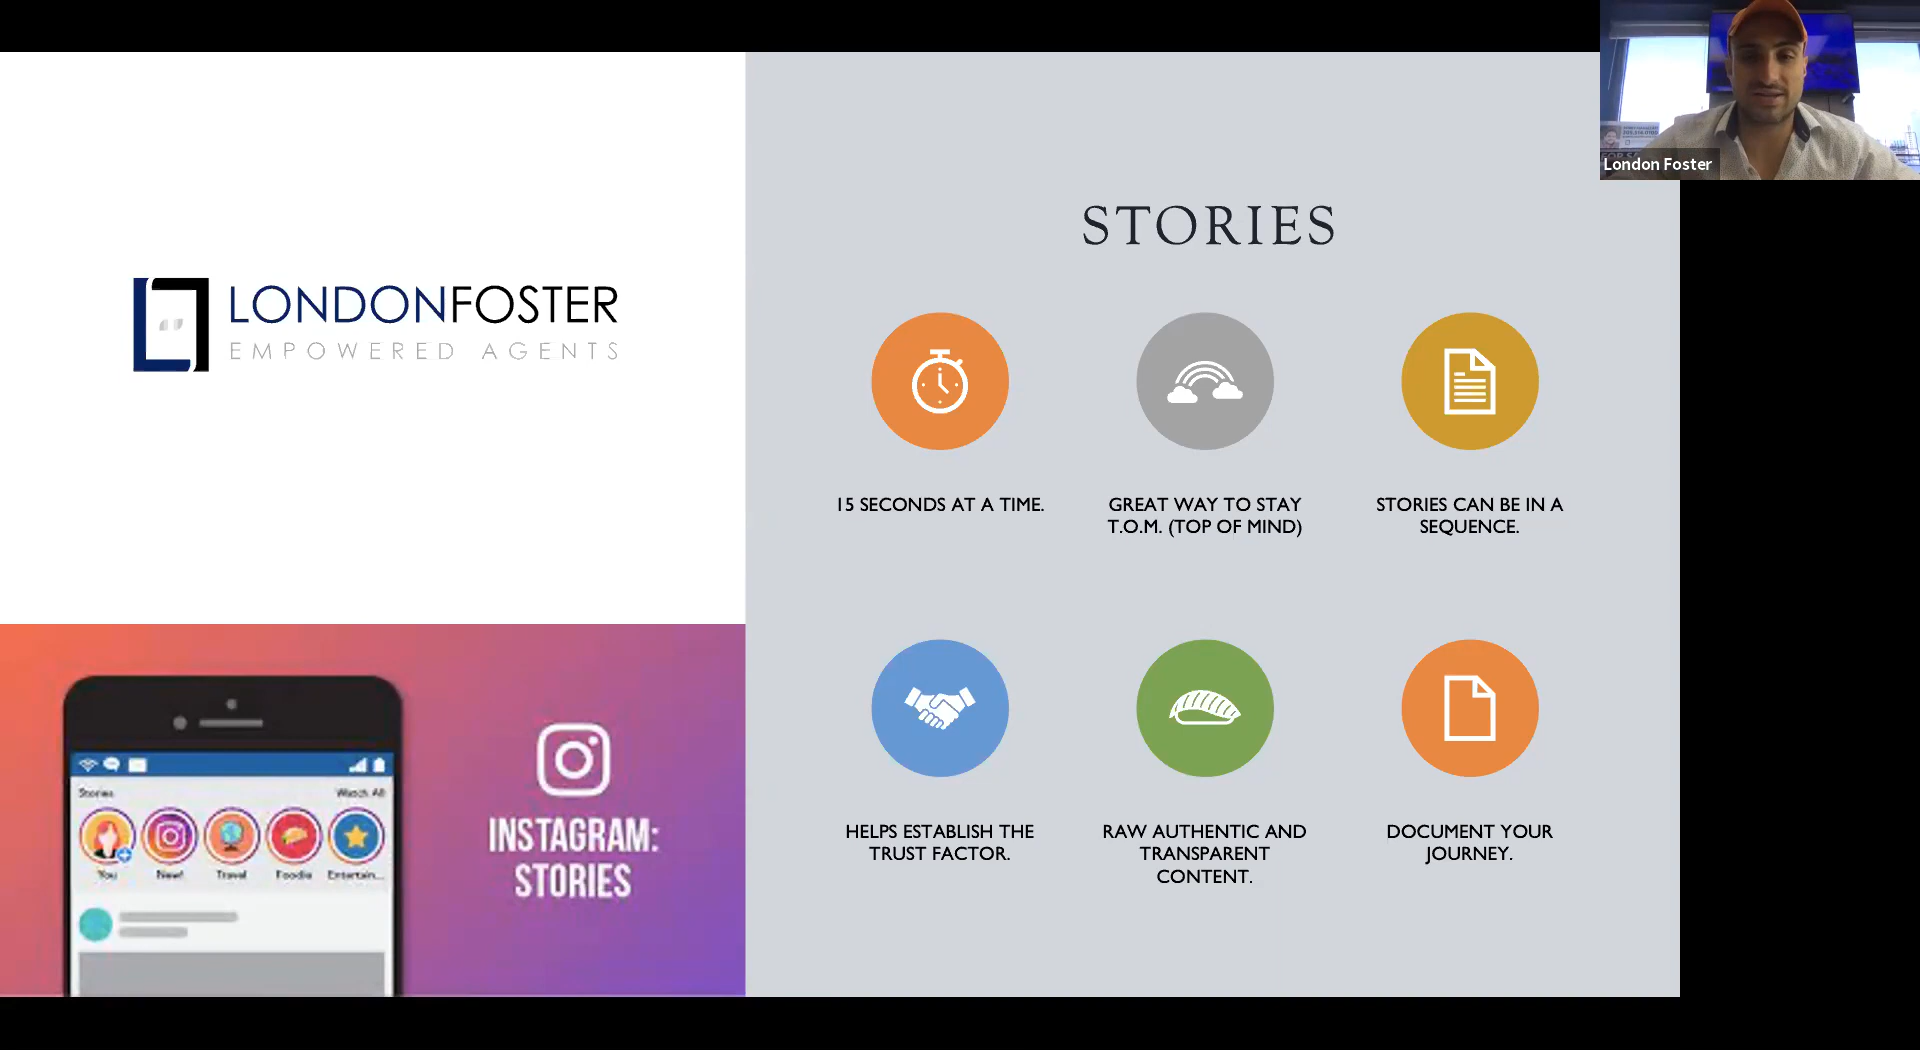 London Foster
LONDONFOSTER
EMPOWERED AGENTS
STORIES
15 SECONDS AT A TIME.
GREAT WAY TO STAY
T.O.M. (TOP OF MIND)
STORIES CAN BE IN A
SEQUENCE.
HELPS ESTABLISH THE
TRUST FACTOR.
RAW AUTHENTIC AND
TRANSPARENT
CONTENT.
DOCUMENT YOUR
JOURNEY.
Stories
Watch All
You
New!
Travel
Foodie
Entertain...
INSTAGRAM:
STORIES